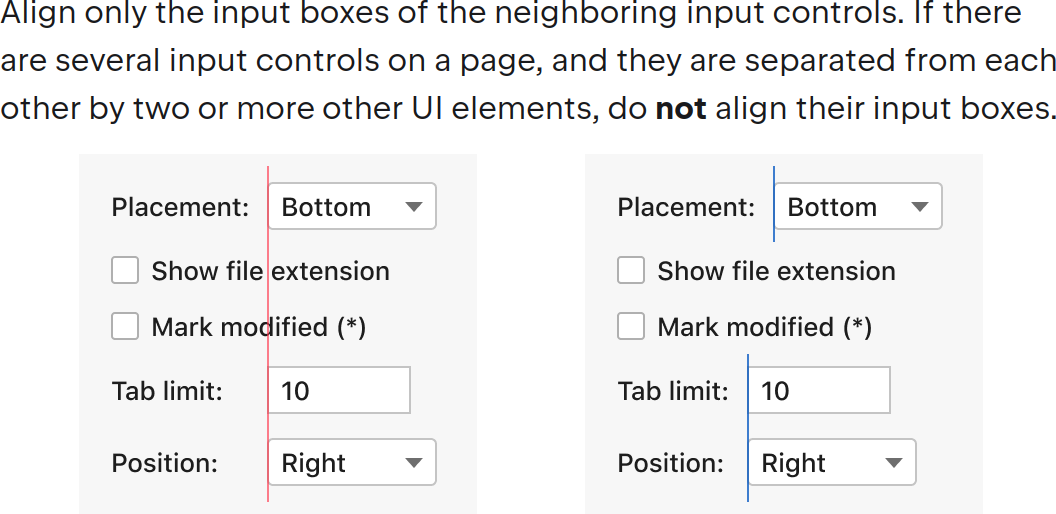 Align only the input boxes of the neighboring input controls. If there
are several input controls on a page, and they are separated from each
other by two or more other UI elements, do not align their input boxes.
Placement: Bottom
Show file extension
Mark modified (*)
Tab limit: 10
Position: Right
Placement: Bottom
Show file extension
Mark modified (*)
Tab limit: 10
Position: Right